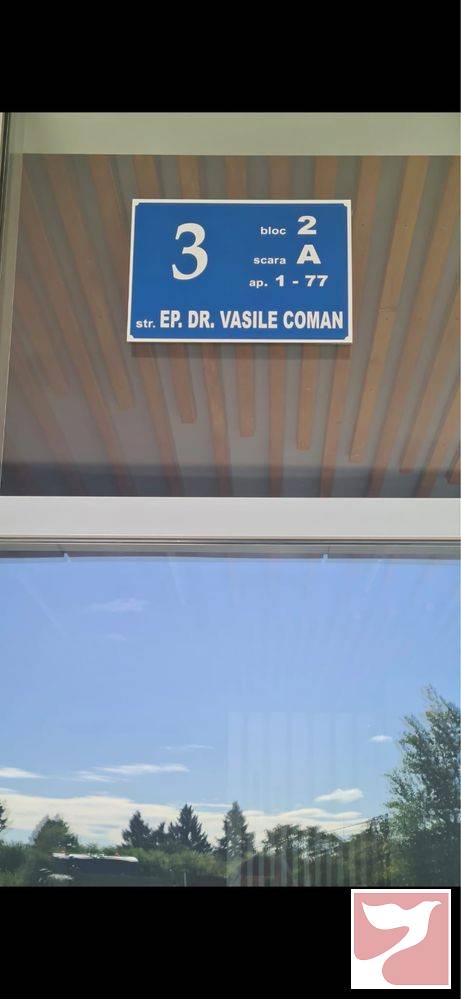 3
bloc 2
scara A
ap. 1 - 77
str. EP. DR. VASILE COMAN